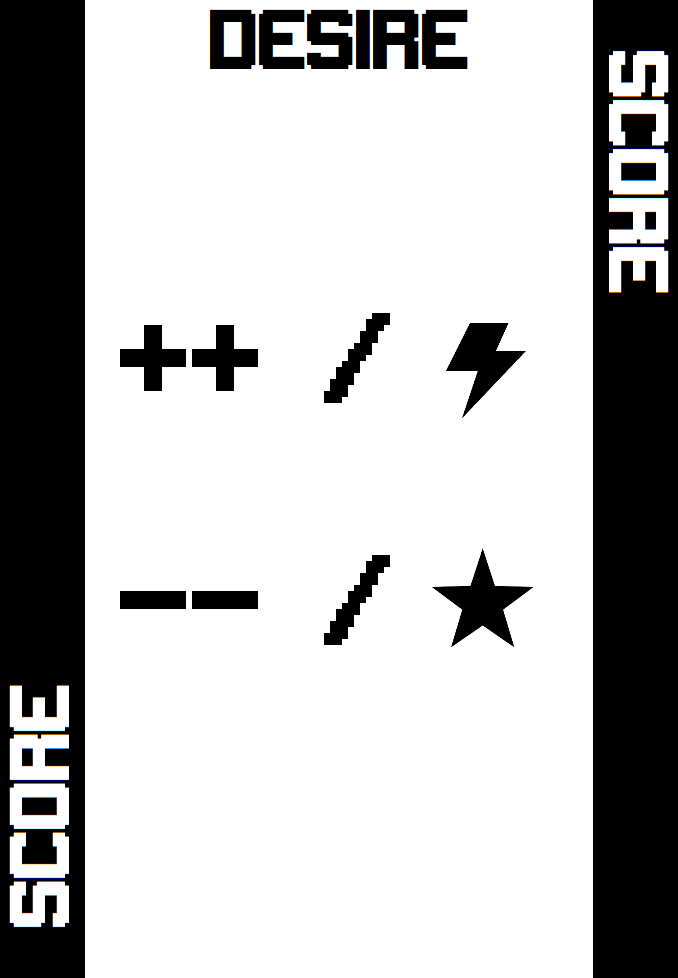 DESIRE
SCORE
++ / ⚡
-- / ★
SCORE